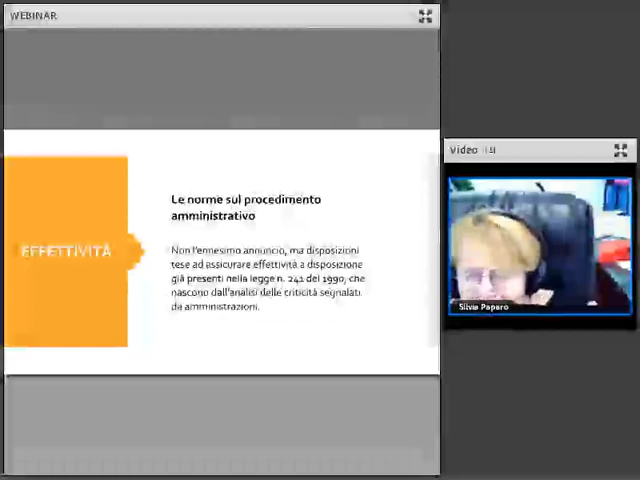 WEBINAR
EFFETTIVITÀ
Le norme sul procedimento
amministrativo
Non l'ennesimo annuncio, ma disposizioni
tese ad assicurare effettività a disposizione
già presenti nella legge n. 241 del 1990, che
nascono dall'analisi delle criticità segnalati
da amministrazioni.
Video
Silvia Paparo